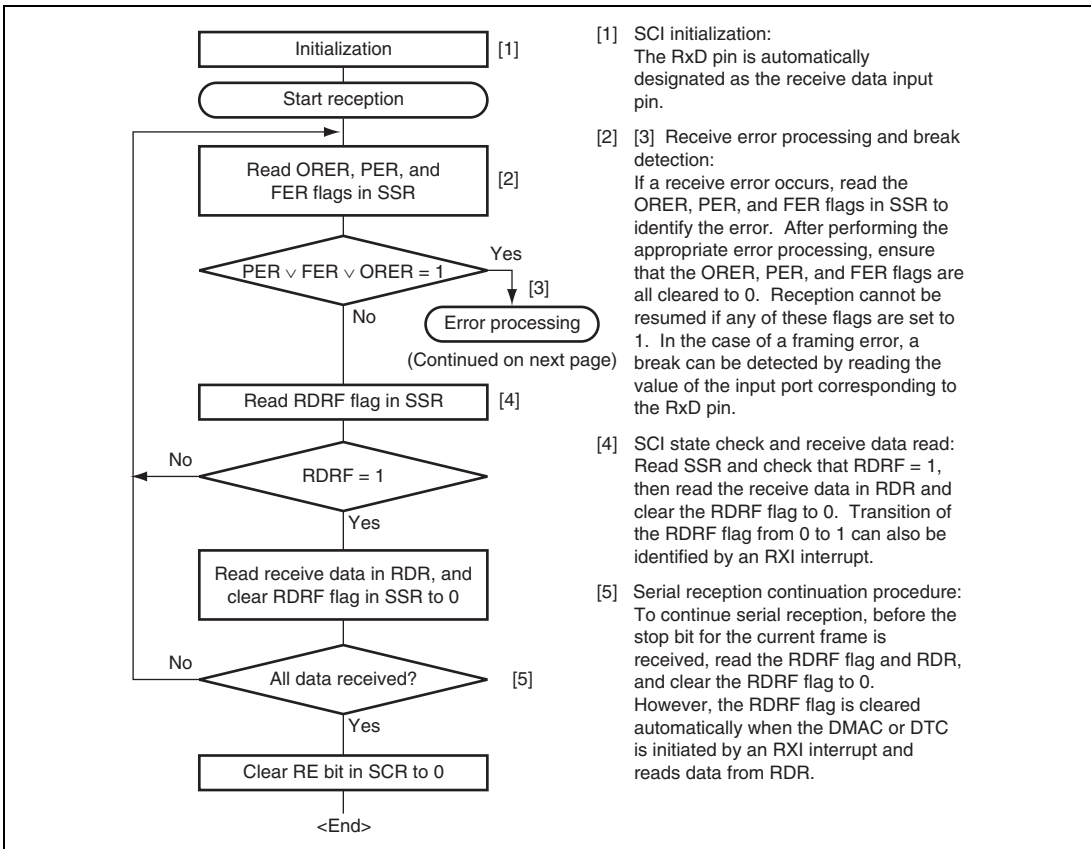 Initialization
[1]
Start reception
Read ORER, PER, and
FER flags in SSR
[2]
PER ∨ FER ∨ ORER = 1
Yes
[3]
No
Error processing
(Continued on next page)
Read RDRF flag in SSR
[4]
No
RDRF = 1
Yes
Read receive data in RDR, and
clear RDRF flag in SSR to 0
No
All data received?
[5]
Yes
Clear RE bit in SCR to 0
<End>
[1] SCI initialization:
The RxD pin is automatically
designated as the receive data input
pin.
[2] [3] Receive error processing and break
detection:
If a receive error occurs, read the
ORER, PER, and FER flags in SSR to
identify the error. After performing the
appropriate error processing, ensure
that the ORER, PER, and FER flags are
all cleared to 0. Reception cannot be
resumed if any of these flags are set to
1. In the case of a framing error, a
break can be detected by reading the
value of the input port corresponding to
the RxD pin.
[4] SCI state check and receive data read:
Read SSR and check that RDRF = 1,
then read the receive data in RDR and
clear the RDRF flag to 0. Transition of
the RDRF flag from 0 to 1 can also be
identified by an RXI interrupt.
[5] Serial reception continuation procedure:
To continue serial reception, before the
stop bit for the current frame is
received, read the RDRF flag and RDR,
and clear the RDRF flag to 0.
However, the RDRF flag is cleared
automatically when the DMAC or DTC
is initiated by an RXI interrupt and
reads data from RDR.